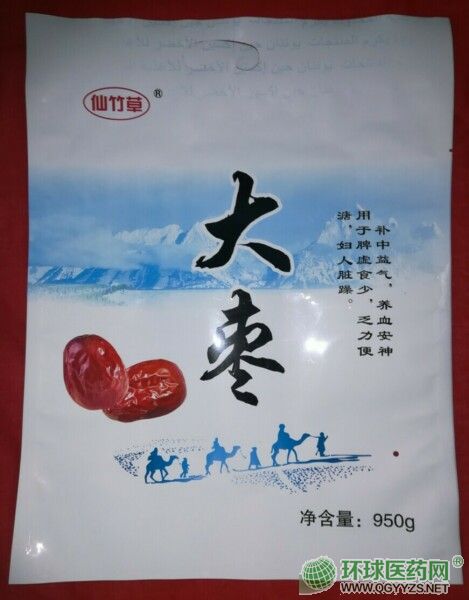 仙竹草®
大枣
补中益气，养血安神
用于脾虚食少，乏力便
溏，妇人脏躁。
净含量：950g
环球医药网®
WWW.QGYYZS.NET